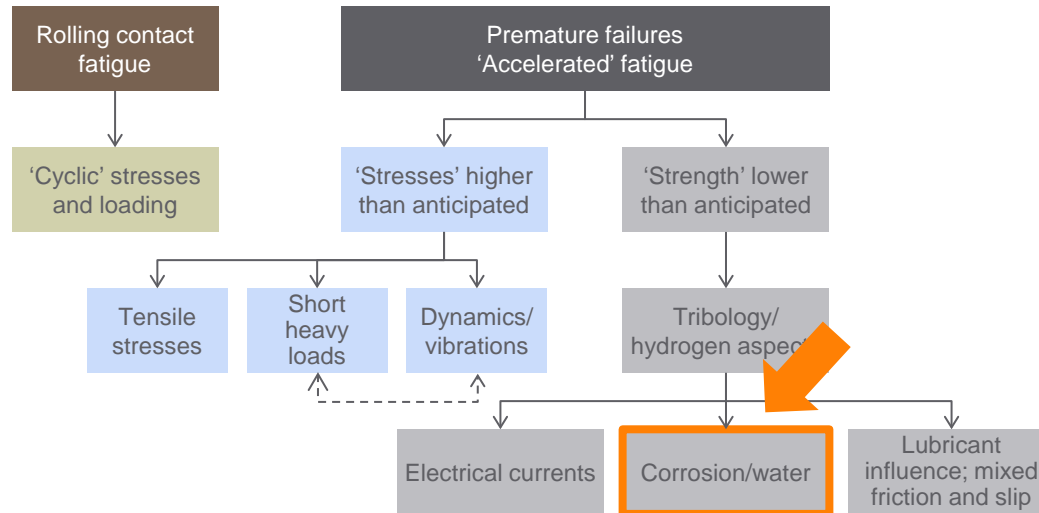 Rolling contact
fatigue
Premature failures
‘Accelerated’ fatigue
‘Cyclic’ stresses
and loading
‘Stresses’ higher
than anticipated
‘Strength’ lower
than anticipated
Tensile
stresses
Short
heavy
loads
Dynamics/
vibrations
Tribology/
hydrogen
Electrical currents
Corrosion/water
Lubricant
influence; mixed
friction and slip